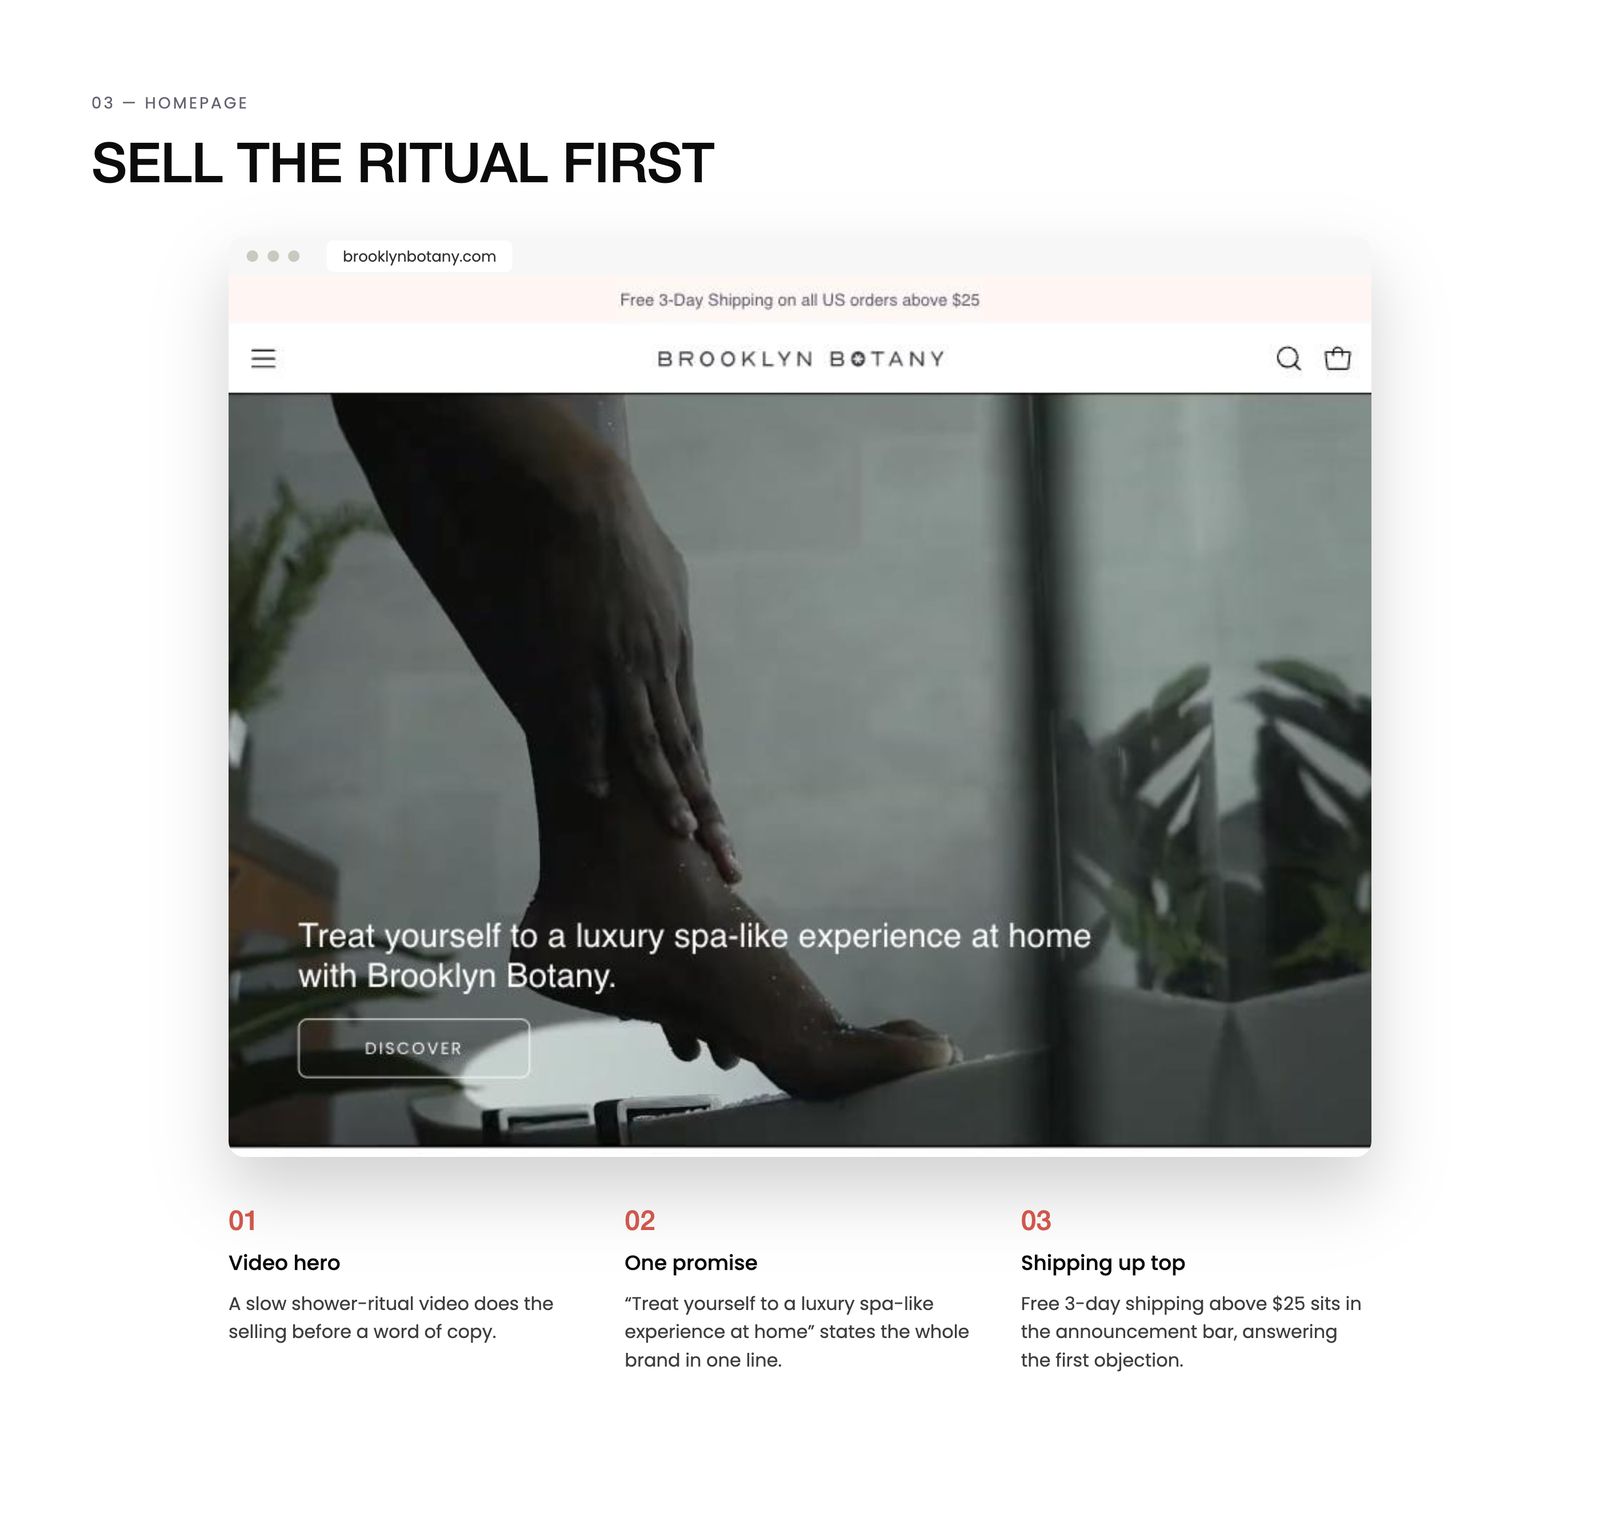 03 — HOMEPAGE
SELL THE RITUAL FIRST
brooklynbotany.com
Free 3-Day Shipping on all US orders above $25
BROOKLYN BOTANY
Treat yourself to a luxury spa-like experience at home
with Brooklyn Botany.
DISCOVER
01
Video hero
A slow shower-ritual video does the
selling before a word of copy.
02
One promise
“Treat yourself to a luxury spa-like
experience at home” states the whole
brand in one line.
03
Shipping up top
Free 3-day shipping above $25 sits in
the announcement bar, answering
the first objection.